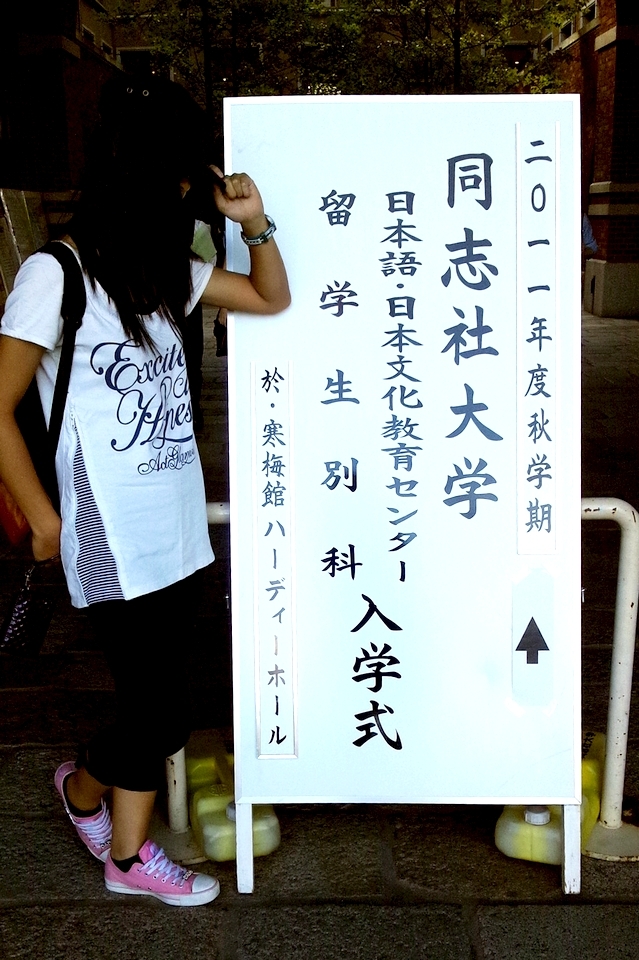 二〇一一年度秋学期
同志社大学
日本語・日本文化教育センター
留学生別科
入学式
於・寒梅館ハーディーホール
Excite
Hines